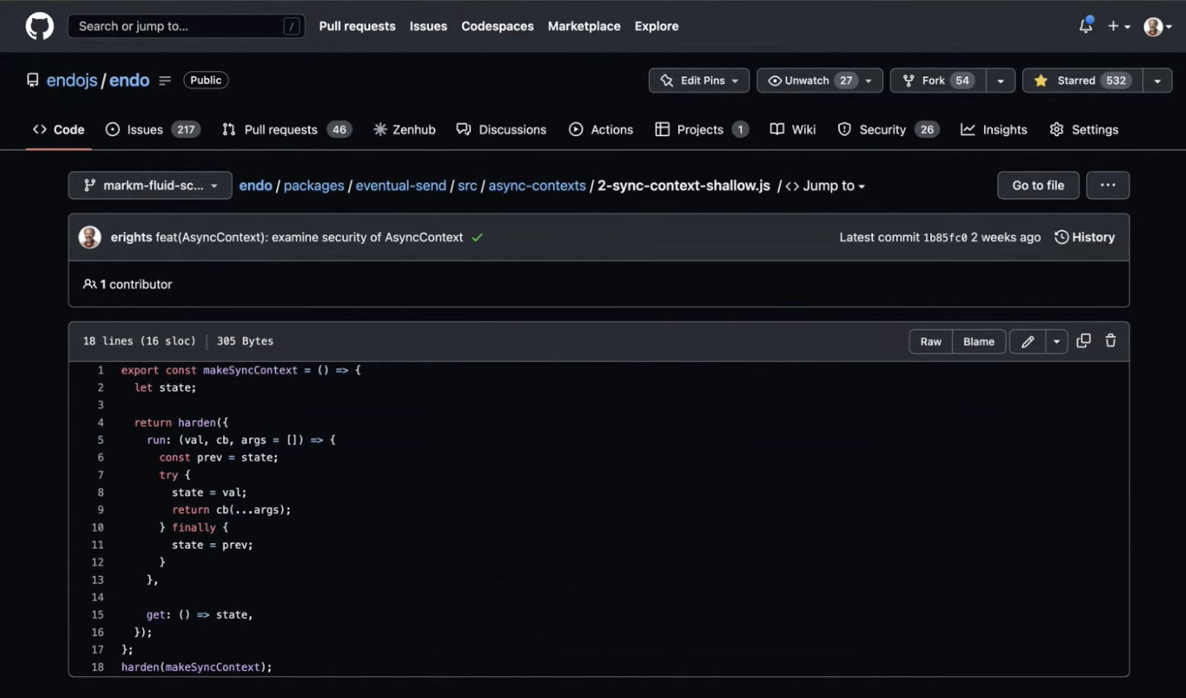 Search or jump to... / Pull requests Issues Codespaces Marketplace Explore
endojs / endo Public Edit Pins Unwatch 27 Fork 54 Starred 532
Code Issues 217 Pull requests 46 Zenhub Discussions Actions Projects 1 Wiki Security 26 Insights Settings
markm-fluid-sc... endo / packages / eventual-send / src / async-contexts / 2-sync-context-shallow.js / <> Jump to Go to file ...
erights feat(AsyncContext): examine security of AsyncContext Latest commit 1b85fc0 2 weeks ago History
1 contributor
18 lines (16 sloc) | 305 Bytes Raw Blame
1 export const makeSyncContext = () => {
2 let state;
3
4 return harden({
5 run: (val, cb, args = []) => {
6 const prev = state;
7 try {
8 state = val;
9 return cb(...args);
10 } finally {
11 state = prev;
12 }
13 },
14
15 get: () => state,
16 });
17 };
18 harden(makeSyncContext);